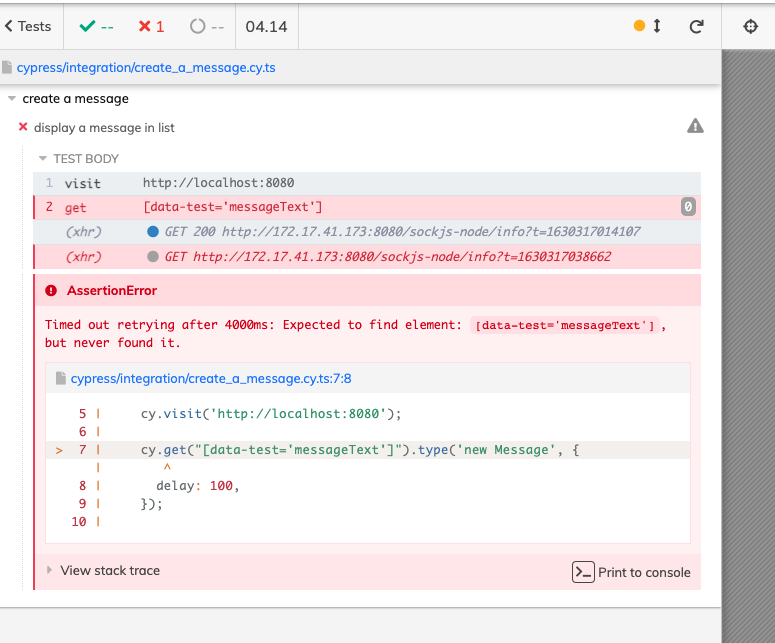 Tests -- 1 -- 04.14
cypress/integration/create_a_message.cy.ts
create a message
display a message in list
TEST BODY
1 visit http://localhost:8080
2 get [data-test='messageText'] 0
(xhr) GET 200 http://172.17.41.173:8080/sockjs-node/info?t=1630317014107
(xhr) GET http://172.17.41.173:8080/sockjs-node/info?t=1630317038662
AssertionError
Timed out retrying after 4000ms: Expected to find element: [data-test='messageText'],
but never found it.
cypress/integration/create_a_message.cy.ts:7:8
5 | cy.visit('http://localhost:8080');
6 |
> 7 | cy.get("[data-test='messageText']").type('new Message', {
| ^
8 | delay: 100,
9 | });
10 |
View stack trace >_ Print to console